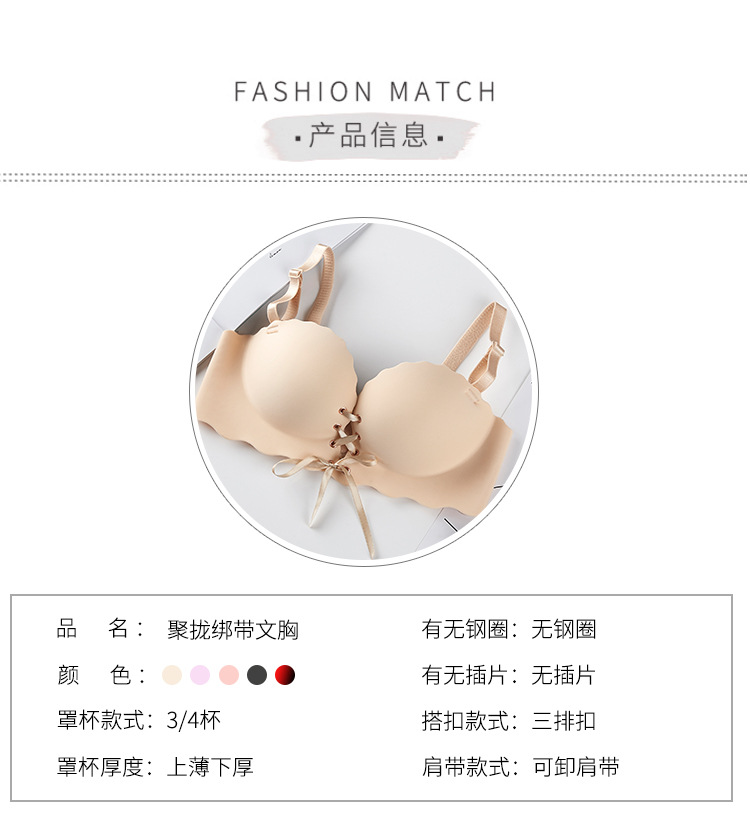 FASHION MATCH
·产品信息·
品 名： 聚拢绑带文胸
有无钢圈：无钢圈
颜 色：
有无插片：无插片
罩杯款式：3/4杯
搭扣款式：三排扣
罩杯厚度：上薄下厚
肩带款式：可卸肩带